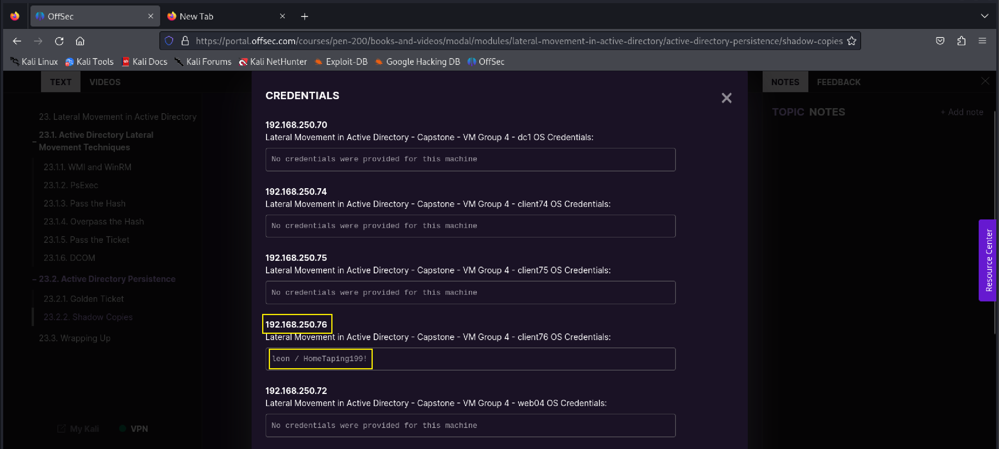 OffSec
New Tab
https://portal.offsec.com/courses/pen-200/books-and-videos/modal/modules/lateral-movement-in-active-directory/active-directory-persistence/shadow-copies
Kali Linux Kali Tools Kali Docs Kali Forums Kali NetHunter Exploit-DB Google Hacking DB OffSec
TEXT VIDEOS
23. Lateral Movement in Active Directory
23.1. Active Directory Lateral
Movement Techniques
23.1.1. WMI and WinRM
23.1.2. PsExec
23.1.3. Pass the Hash
23.1.4. Overpass the Hash
23.1.5. Pass the Ticket
23.1.6. DCOM
23.2. Active Directory Persistence
23.2.1. Golden Ticket
23.2.2. Shadow Copies
23.3. Wrapping Up
My Kali VPN
CREDENTIALS
192.168.250.70
Lateral Movement in Active Directory - Capstone - VM Group 4 - dc1 OS Credentials:
No credentials were provided for this machine
192.168.250.74
Lateral Movement in Active Directory - Capstone - VM Group 4 - client74 OS Credentials:
No credentials were provided for this machine
192.168.250.75
Lateral Movement in Active Directory - Capstone - VM Group 4 - client75 OS Credentials:
No credentials were provided for this machine
192.168.250.76
Lateral Movement in Active Directory - Capstone - VM Group 4 - client76 OS Credentials:
leon / HomeTaping199!
192.168.250.72
Lateral Movement in Active Directory - Capstone - VM Group 4 - web04 OS Credentials:
No credentials were provided for this machine
NOTES FEEDBACK
TOPIC NOTES + Add note
Resource Center